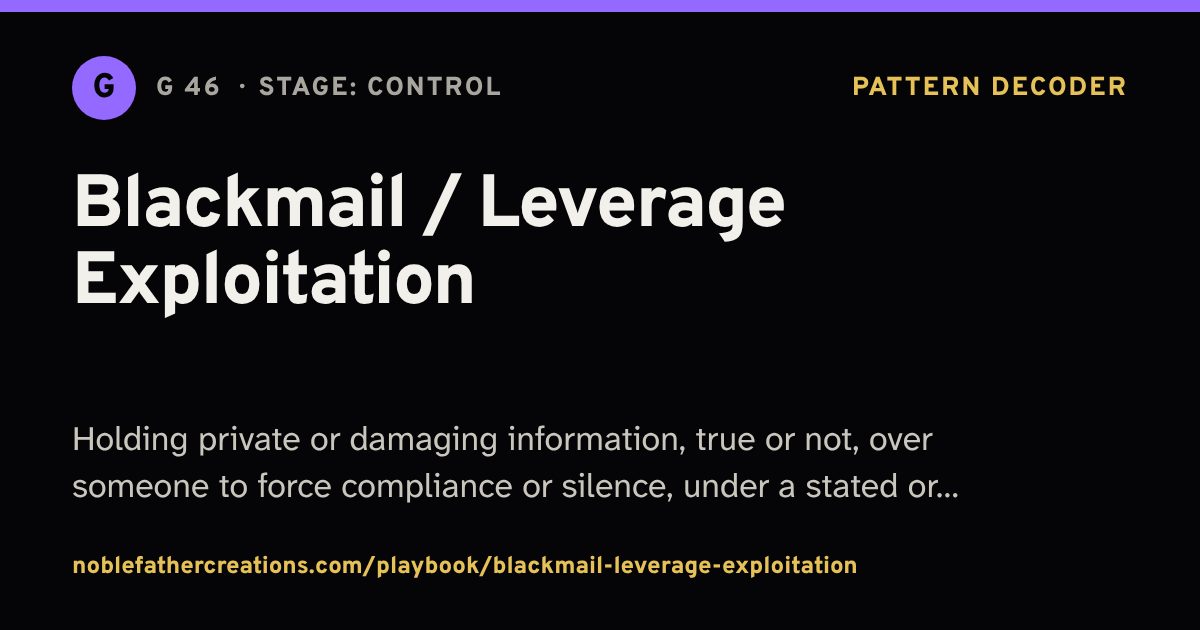 G
G 46 · STAGE: CONTROL
PATTERN DECODER
Blackmail / Leverage
Exploitation
Holding private or damaging information, true or not, over
someone to force compliance or silence, under a stated or...
noblefathercreations.com/playbook/blackmail-leverage-exploitation